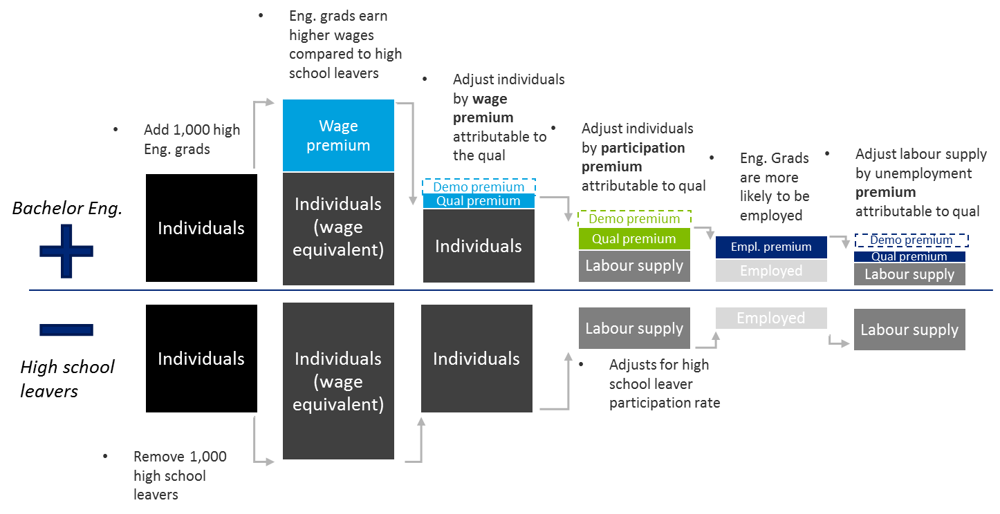 • Eng. grads earn
higher wages
compared to high
school leavers
• Adjust individuals
by wage
premium
attributable to
the qual
• Add 1,000 high
Eng. grads
• Adjust individuals
by participation
premium
attributable to qual
• Eng. Grads
are more
likely to be
employed
• Adjust labour supply
by unemployment
premium
attributable to qual
Bachelor Eng.
Individuals
Wage
premium
Individuals
(wage
equivalent)
Demo premium
Qual premium
Individuals
Demo premium
Qual premium
Labour supply
Empl. premium
Employed
Demo premium
Qual premium
Labour supply
High school
leavers
Individuals
Individuals
(wage
equivalent)
Individuals
Labour supply
Employed
Labour supply
• Adjusts for high
school leaver
participation rate
• Remove 1,000
high school
leavers